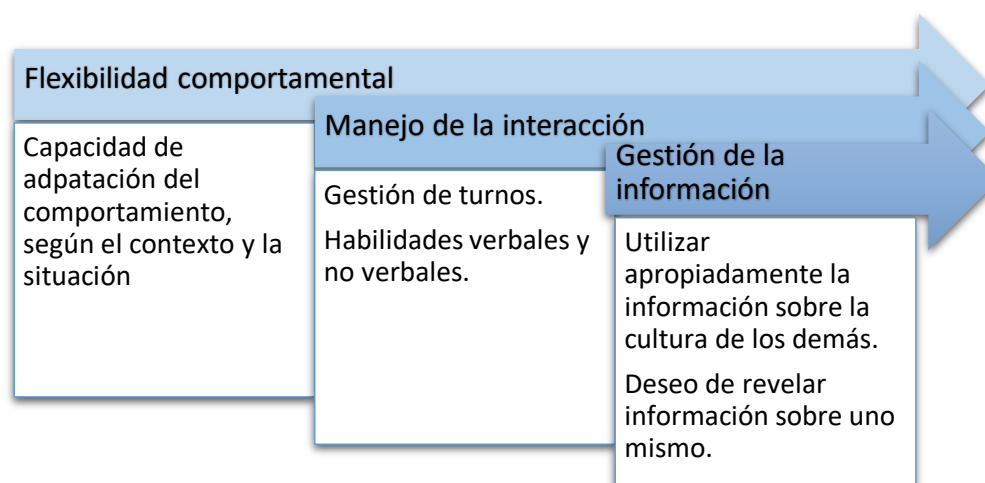 Flexibilidad comportamental
Capacidad de
adpatación del
comportamiento,
según el contexto y la
situación
Manejo de la interacción
Gestión de turnos.
Habilidades verbales y
no verbales.
Gestión de la
información
Utilizar
apropiadamente la
información sobre la
cultura de los demás.
Deseo de revelar
información sobre uno
mismo.